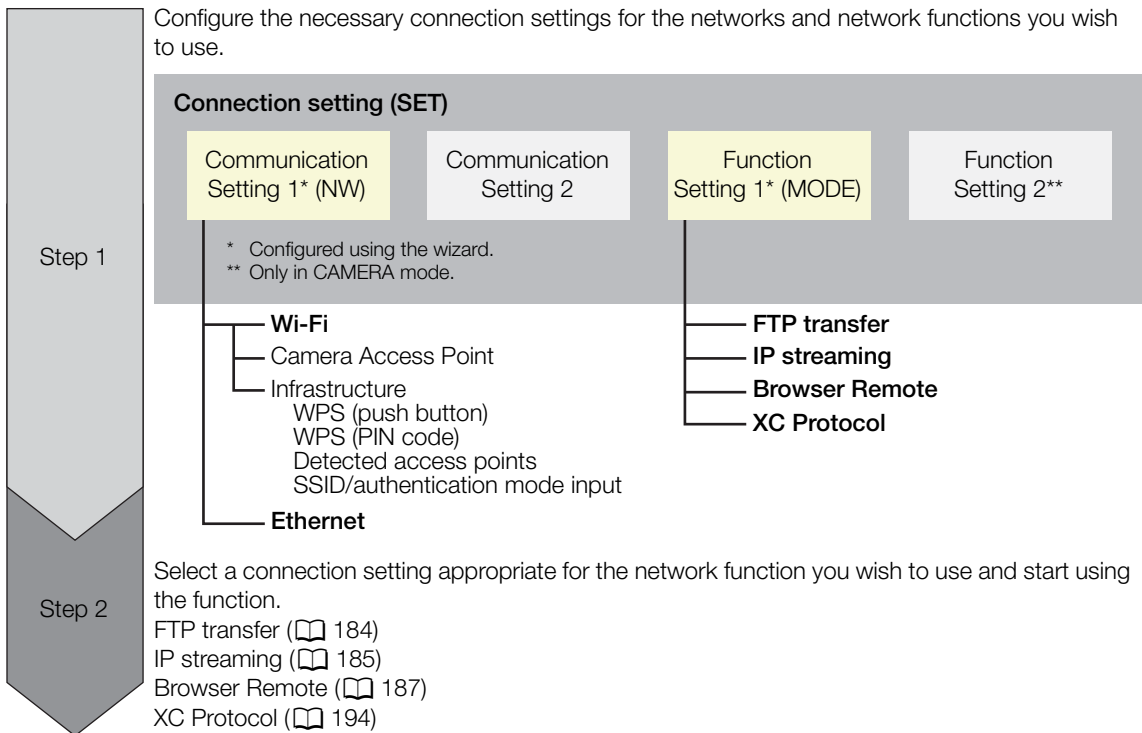 Configure the necessary connection settings for the networks and network functions you wish
to use.
Connection setting (SET)
Communication
Setting 1* (NW)
Communication
Setting 2
Function
Setting 1* (MODE)
Function
Setting 2**
Step 1
* Configured using the wizard.
** Only in CAMERA mode.
Wi-Fi
Camera Access Point
Infrastructure
WPS (push button)
WPS (PIN code)
Detected access points
SSID/authentication mode input
Ethernet
FTP transfer
IP streaming
Browser Remote
XC Protocol
Step 2
Select a connection setting appropriate for the network function you wish to use and start using
the function.
FTP transfer (📖 184)
IP streaming (📖 185)
Browser Remote (📖 187)
XC Protocol (📖 194)